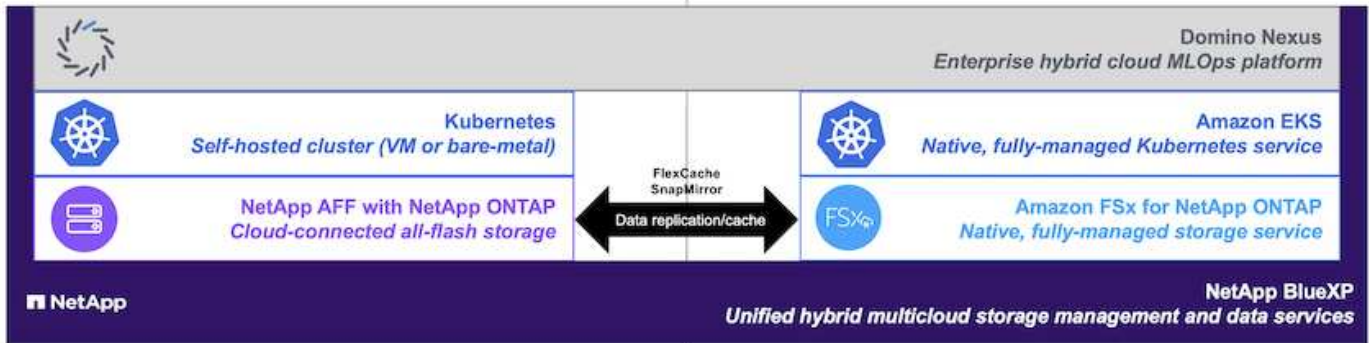 Domino Nexus
Enterprise hybrid cloud MLOps platform
Kubernetes
Self-hosted cluster (VM or bare-metal)
Amazon EKS
Native, fully-managed Kubernetes service
FlexCache
SnapMirror
Data replication/cache
NetApp AFF with NetApp ONTAP
Cloud-connected all-flash storage
FSx
Amazon FSx for NetApp ONTAP
Native, fully-managed storage service
NetApp
NetApp BlueXP
Unified hybrid multicloud storage management and data services